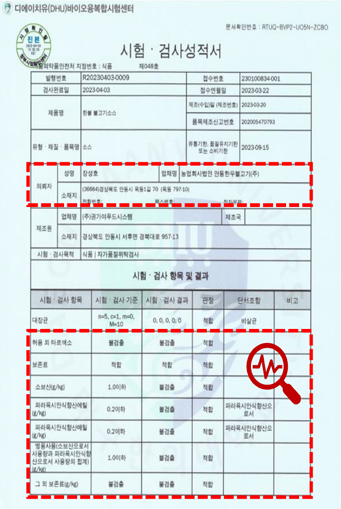 디에이치유(DHU)바이오융복합시험센터
문서확인번호 : RTUQ-BVP2-UO5N-ZCBO
진본
시험 · 검사성적서
식품의약품안전처 지정번호 : 식품 제048호
발행번호 R20230403-0009 접수번호 230100834-001
검사완료일 2023-04-03 접수연월일 2023-03-22
제품명 한불 불고기소스 제조(수입)일 (제조번호) 2023-03-20
품목제조신고번호 202005470793
유형 · 재질 · 품목명 소스 유통기한, 품질유지기한 또는 소비기한 2023-09-15
의뢰자 성명 장성호 업체명 농업회사법인 안동한우불고기(주)
소재지 (36664)경상북도 안동시 옥동1길 70 (옥동 797-10)
제조원 업체명 (주)권가의푸드시스템 제조국
소재지 경상북도 안동시 서후면 경북대로 957-13
시험 · 검사목적 식품 | 자가품질위탁검사
시험 · 검사 항목 및 결과
시험 · 검사 항목 시험 · 검사 기준 시험 · 검사 결과 판정 단서조항 비고
대장균 n=5, c=1, m=0, M=10 0, 0, 0, 0, 0 적합 비살균
허용 외 타르색소 불검출 불검출 적합
보존료 적합 적합 적합
소브산(g/kg) 1.0이하 불검출 적합
파라옥시안식향산에틸(g/kg) 0.2이하 불검출 적합 파라옥시안식향산으로서
파라옥시안식향산메틸(g/kg) 0.2이하 불검출 적합 파라옥시안식향산으로서
병용사용(소브산으로서 사용량과 파라옥시안식향산으로서 사용량의 합계)(g/kg) 1.0이하 불검출 적합
그 외 보존료(g/kg) 불검출 불검출 적합